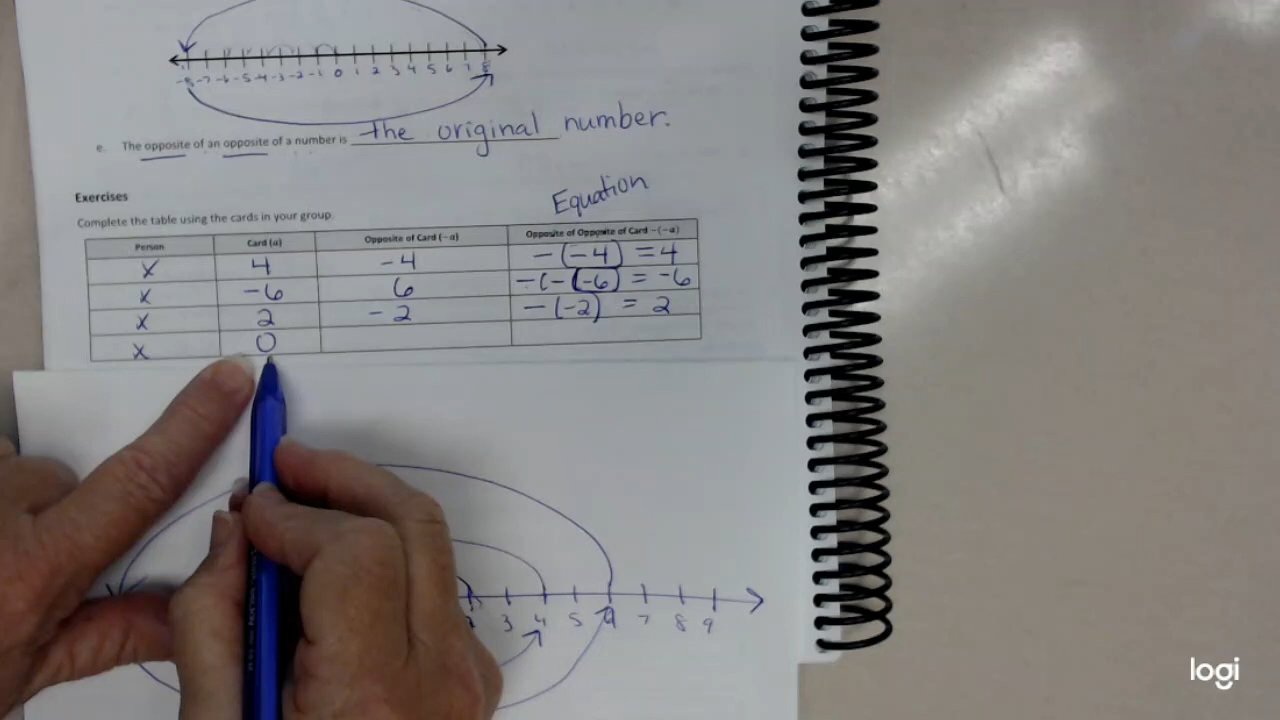 -8 -7 -6 -5 -4 -3 -2 -1 0 1 2 3 4 5 6 7 8
e. The opposite of an opposite of a number is the original number.
Exercises
Equation
Complete the table using the cards in your group.
Person Card (a) Opposite of Card (−a) Opposite of Opposite of Card −(−a)
X 4 -4 -(-4) = 4
X -6 6 -(-(-6) = -6
X 2 -2 -(-2) = 2
X 0
3 4 5 6 7 8 9
logi